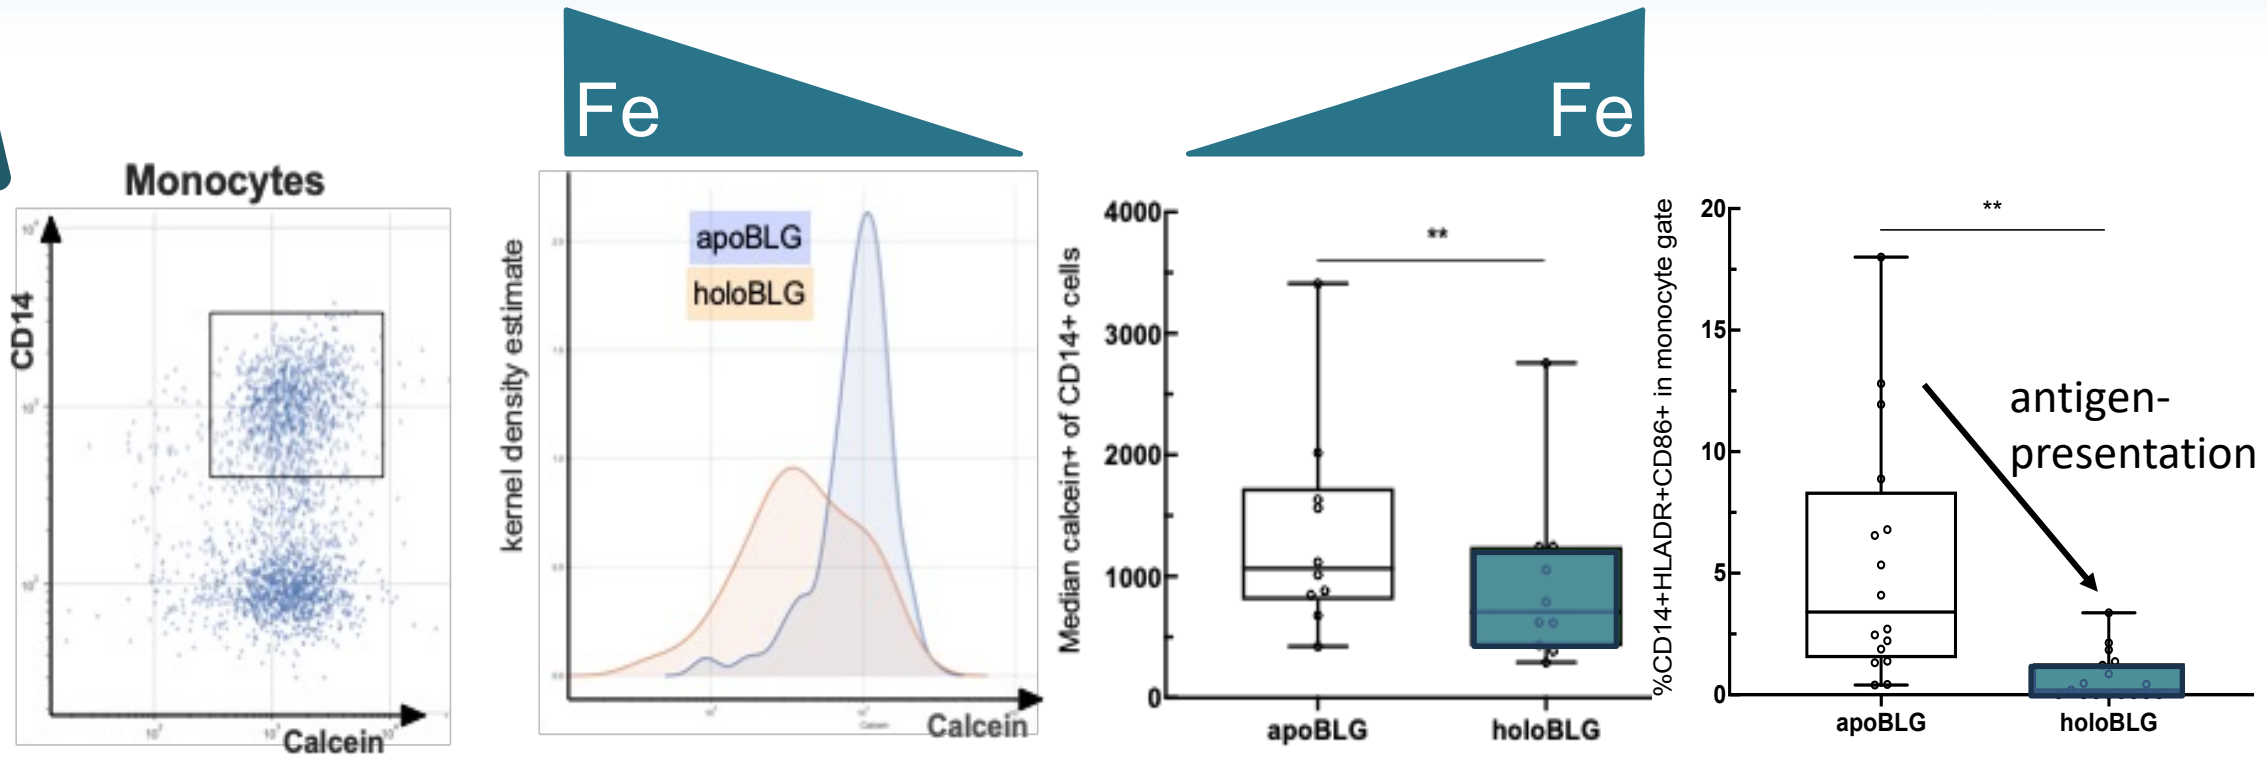 Fe
Fe
Monocytes
CD14
Calcein
kernel density estimate
apoBLG
holoBLG
Calcein
Median calcein+ of CD14+ cells
4000
3000
2000
1000
0
**
apoBLG
holoBLG
%CD14+HLADR+CD86+ in monocyte gate
20
15
10
5
0
**
antigen-
presentation
apoBLG
holoBLG